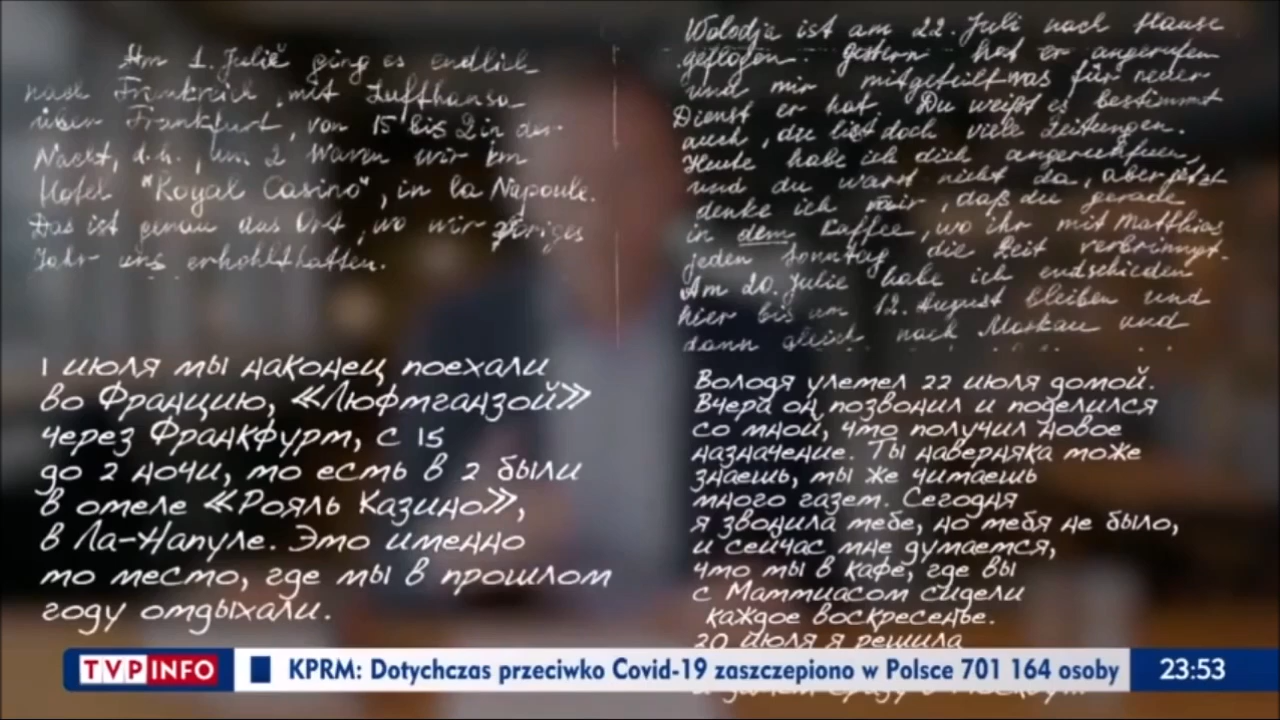 Am 1. Julie ging es endlich
nach Frankreich mit Lufthansa
über Frankfurt, von 15 bis 2 in der
Nacht, d.h., um 2 Waren wir im
Hotel "Royal Casino", in la Napoule.
Das ist genau das Ort, wo wir
Jahr uns erhohlt hatten.
1 июля мы наконец поехали
во Францию, «Люфтганзой»
через Франкфурт, с 15
до 2 ночи, то есть в 2 были
в отеле «Рояль Казино»,
в Ла-Напуле. Это именно
то место, где мы в прошлом
году отдыхали.
Wolodja ist am 22. Juli nach Hause
geflogen. gestern hat er angerufen
und mir mitgeteilt was für neuer
Dienst er hat. Du weißt es bestimmt
auch, du liest doch viele Zeitungen.
Heute habe ich dich angerufen,
und du warst nicht da, aber jetzt
denke ich mir, daß du gerade
in dem Kaffee, wo ihr mit Matthias
jeden Sonntag die Zeit verbrinngt.
Am 20. Julie habe ich endschieden
hier bis am 12. August bleiben und
dann gleich nach Moskau und
Володя улетел 22 июля домой.
Вчера он позвонил и поделился
со мной, что получил новое
назначение. Ты наверняка тоже
знаешь, ты же читаешь
много газет. Сегодня
я звонила тебе, но тебя не было,
и сейчас мне думается,
что ты в кафе, где вы
с Маттиасом сидели
каждое воскресенье.
20 июля я решила
TVP INFO
KPRM: Dotychczas przeciwko Covid-19 zaszczepiono w Polsce 701 164 osoby
23:53